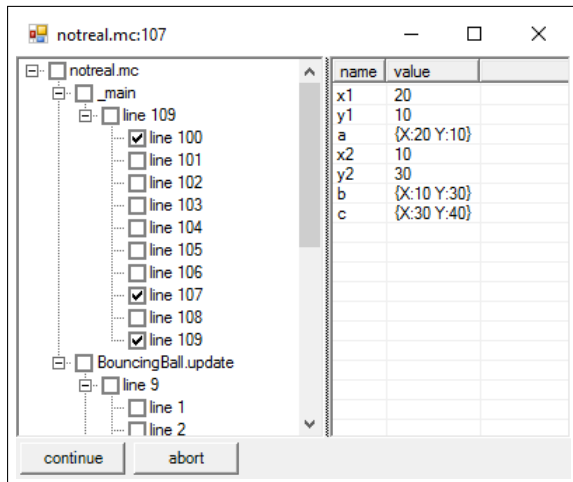 notreal.mc:107
notreal.mc
_main
line 109
line 100
line 101
line 102
line 103
line 104
line 105
line 106
line 107
line 108
line 109
BouncingBall.update
line 9
line 1
line 2
name value
x1 20
y1 10
a {X:20 Y:10}
x2 10
y2 30
b {X:10 Y:30}
c {X:30 Y:40}
continue abort